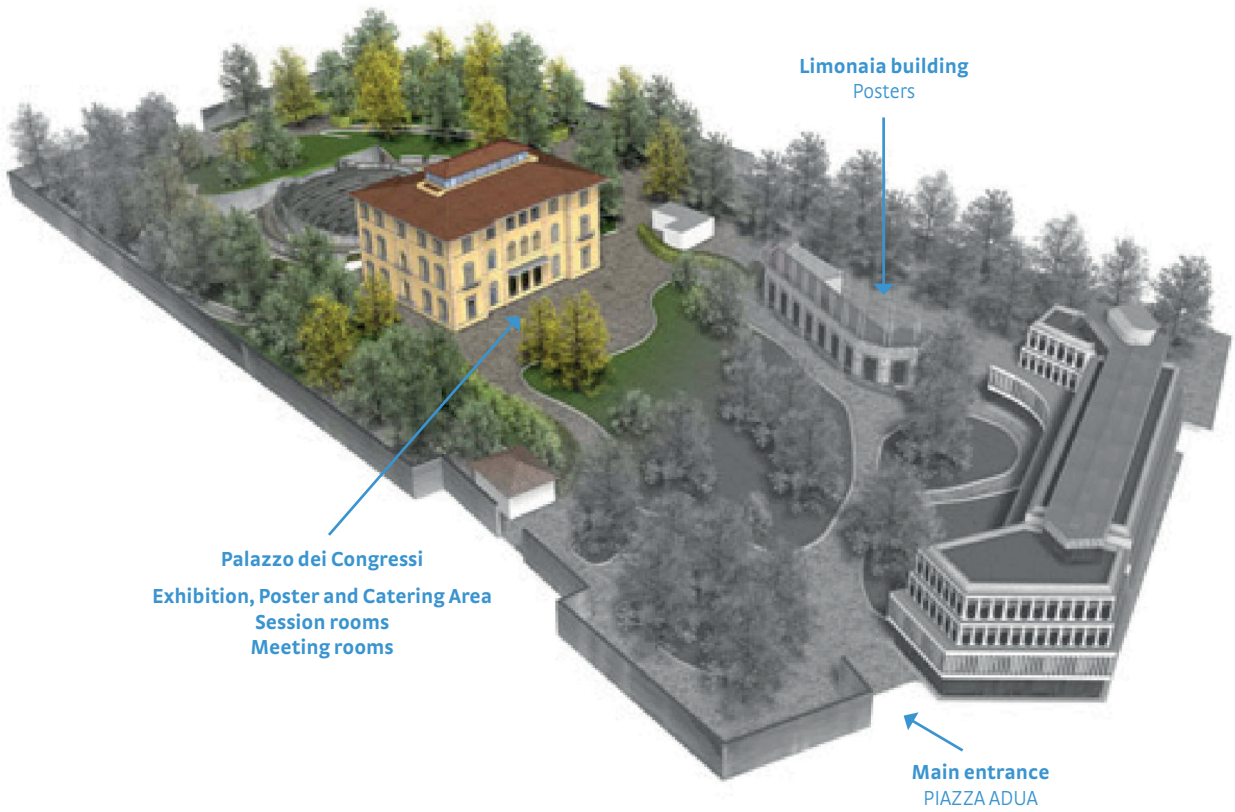 Limonaia building
Posters
Palazzo dei Congressi
Exhibition, Poster and Catering Area
Session rooms
Meeting rooms
Main entrance
PIAZZA ADUA